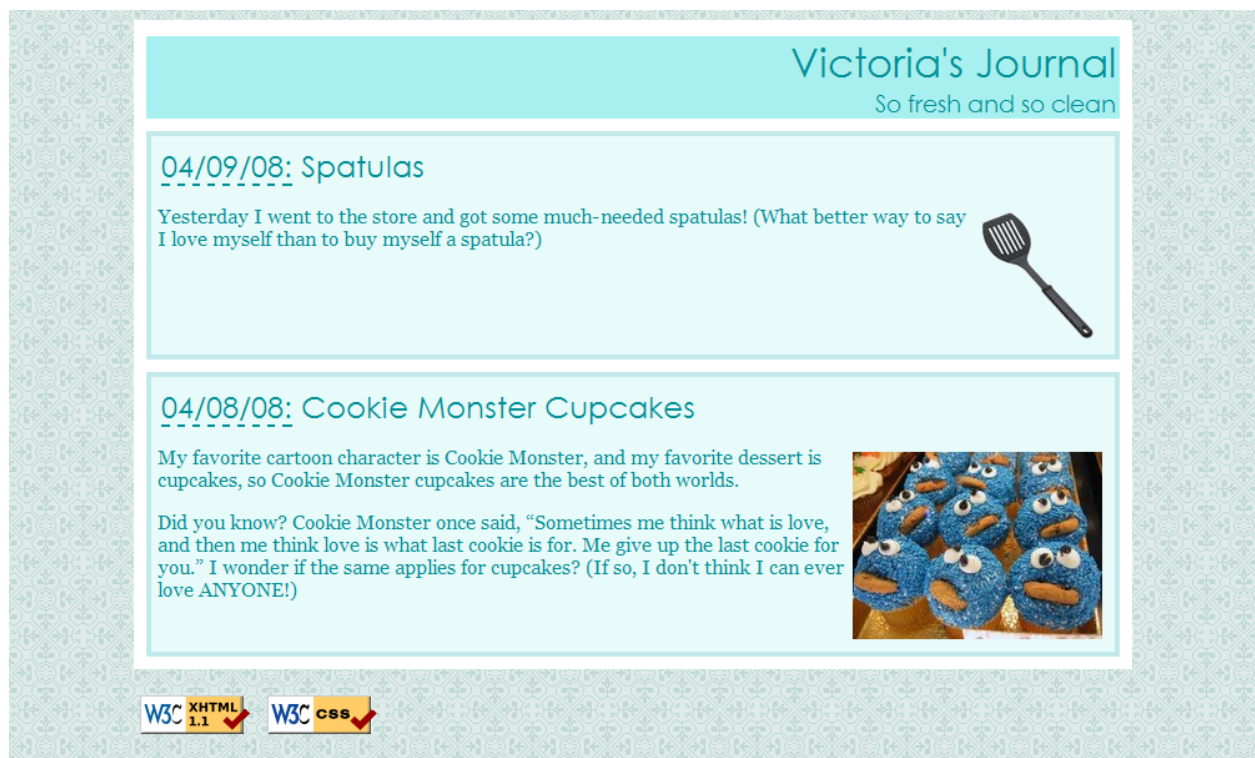 Victoria's Journal
So fresh and so clean
04/09/08: Spatulas
Yesterday I went to the store and got some much-needed spatulas! (What better way to say
I love myself than to buy myself a spatula?)
04/08/08: Cookie Monster Cupcakes
My favorite cartoon character is Cookie Monster, and my favorite dessert is
cupcakes, so Cookie Monster cupcakes are the best of both worlds.
Did you know? Cookie Monster once said, “Sometimes me think what is love,
and then me think love is what last cookie is for. Me give up the last cookie for
you.” I wonder if the same applies for cupcakes? (If so, I don't think I can ever
love ANYONE!)
W3C XHTML
1.1
W3C css